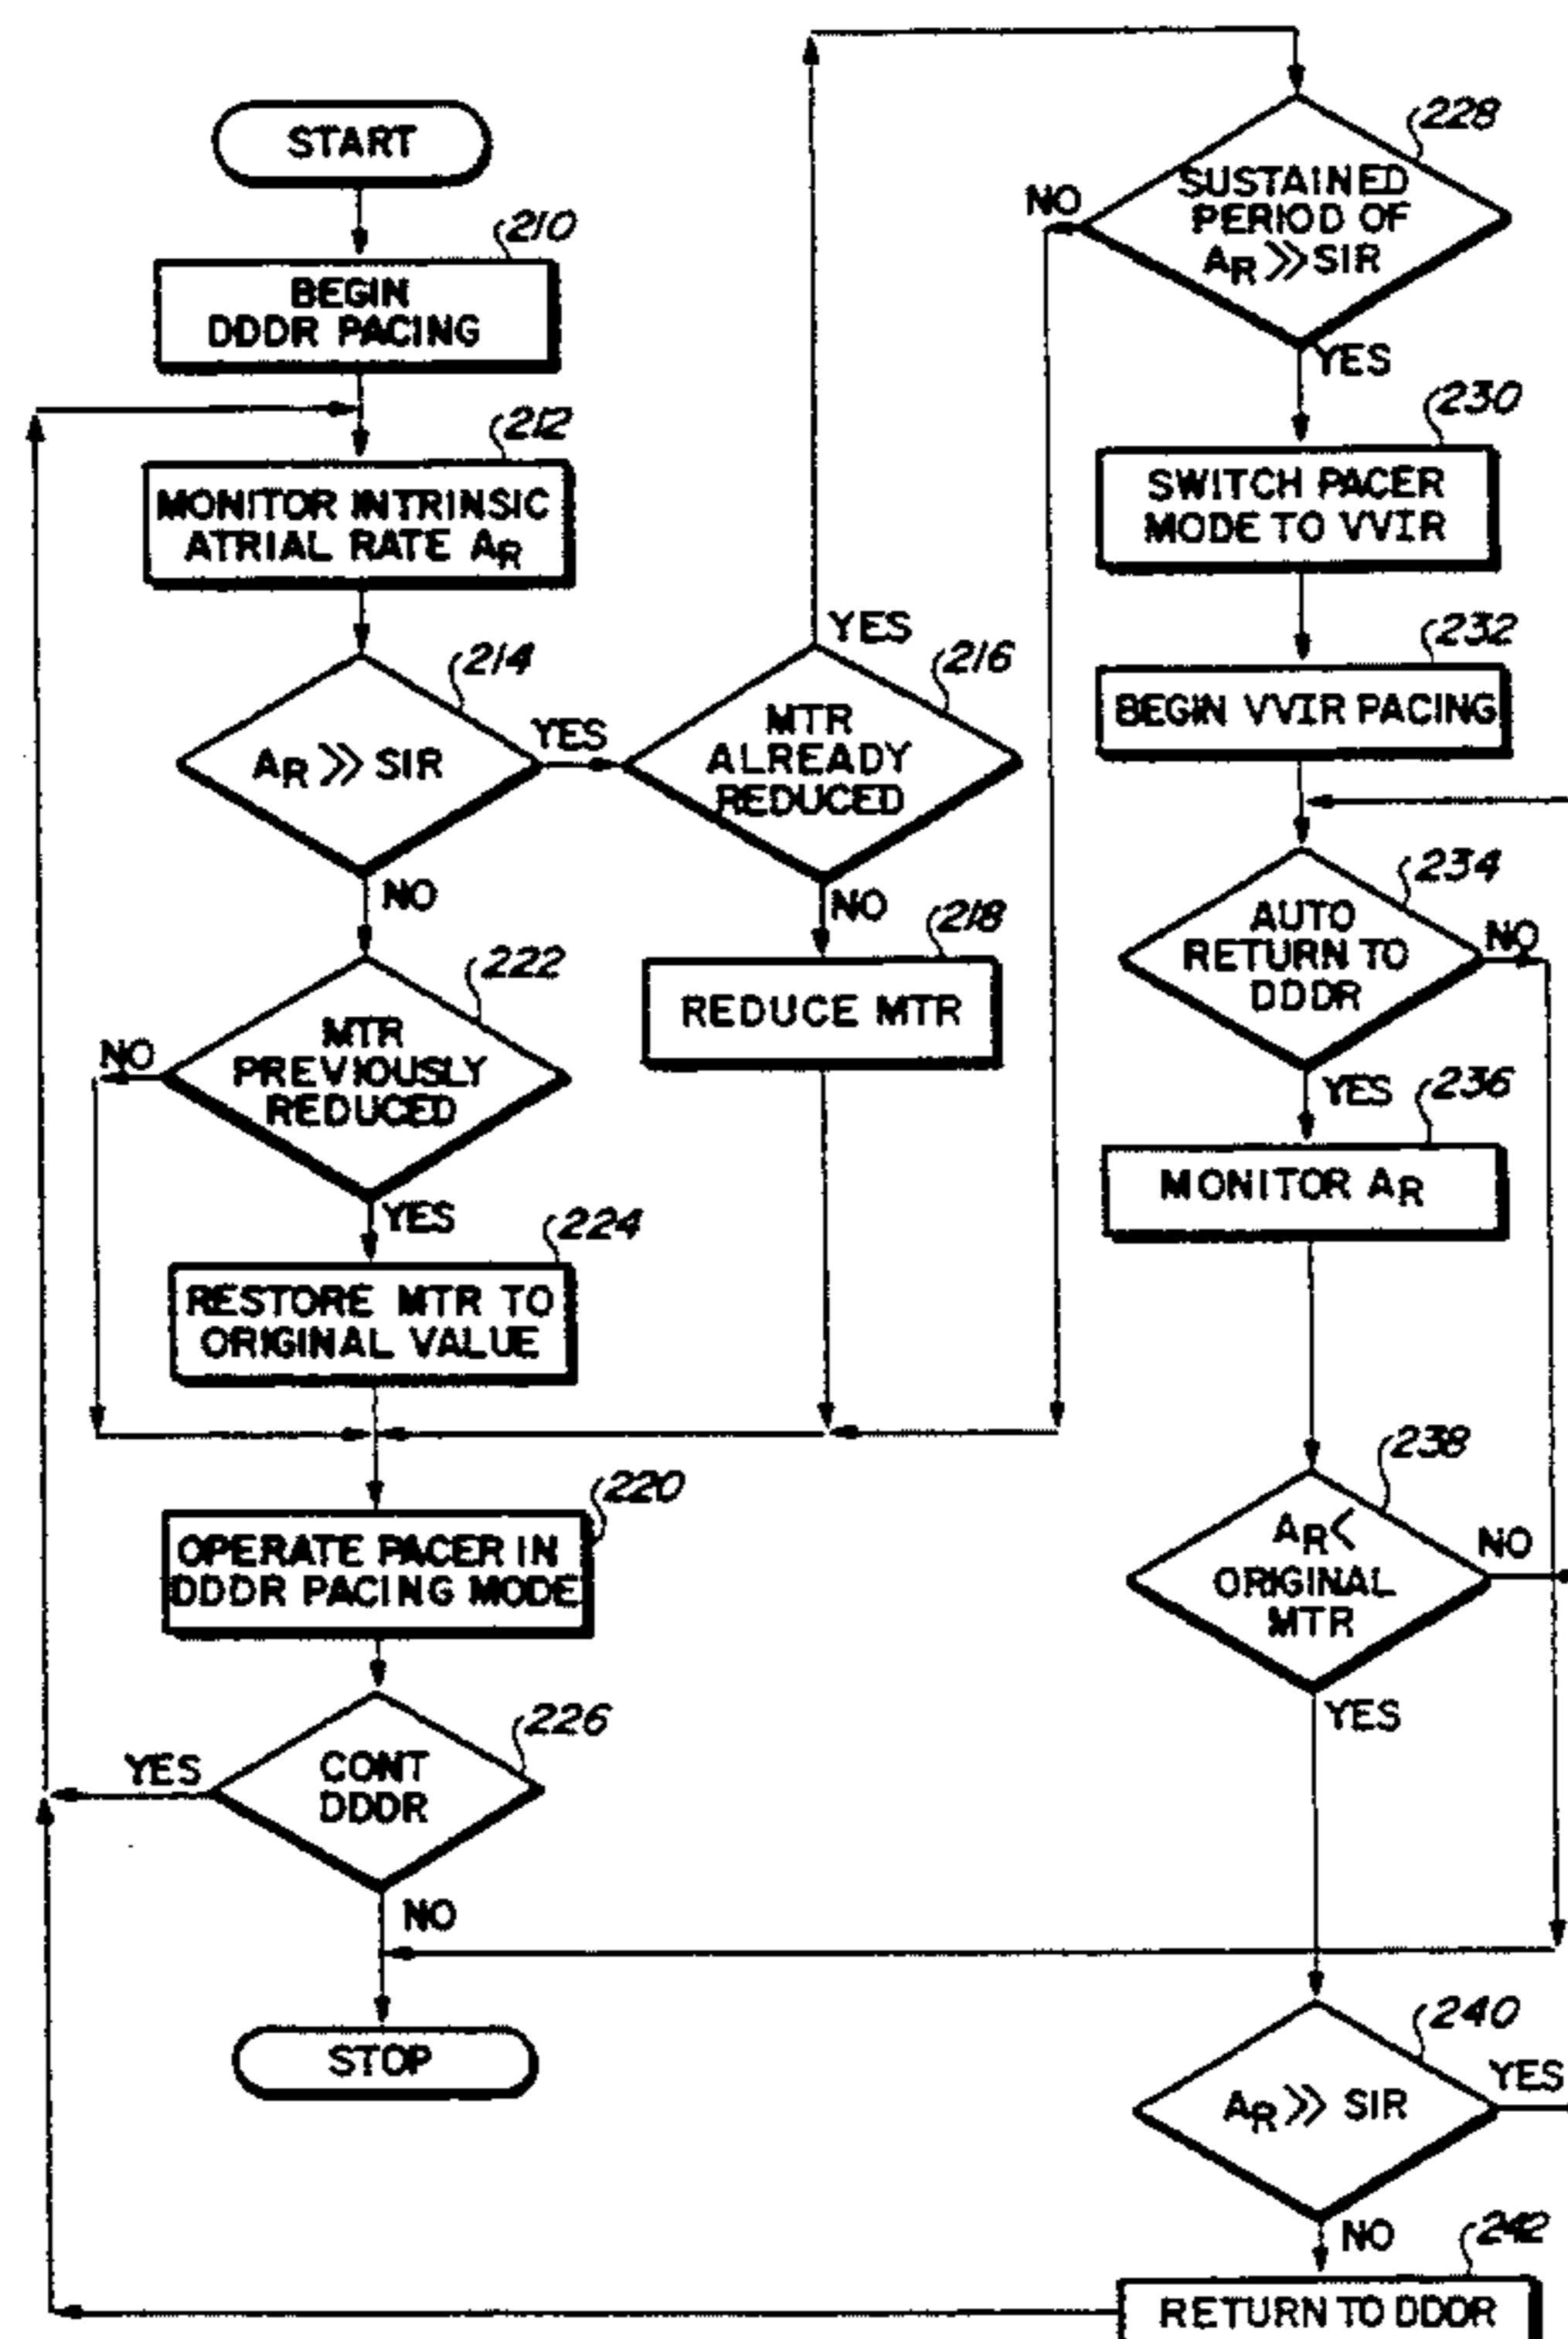 START
210
BEGIN
DDDR PACING
212
MONITOR INTRINSIC
ATRIAL RATE AR
214
AR >> SIR
YES
NO
216
MTR
ALREADY
REDUCED
YES
NO
218
REDUCE MTR
222
MTR
PREVIOUSLY
REDUCED
NO
YES
224
RESTORE MTR TO
ORIGINAL VALUE
220
OPERATE PACER IN
DDDR PACING MODE
226
CONT
DDDR
YES
NO
STOP
228
SUSTAINED
PERIOD OF
AR >> SIR
NO
YES
230
SWITCH PACER
MODE TO VVIR
232
BEGIN VVIR PACING
234
AUTO
RETURN TO
DDDR
NO
YES
236
MONITOR AR
238
AR <
ORIGINAL
MTR
NO
YES
240
AR >> SIR
YES
NO
242
RETURN TO DDDR